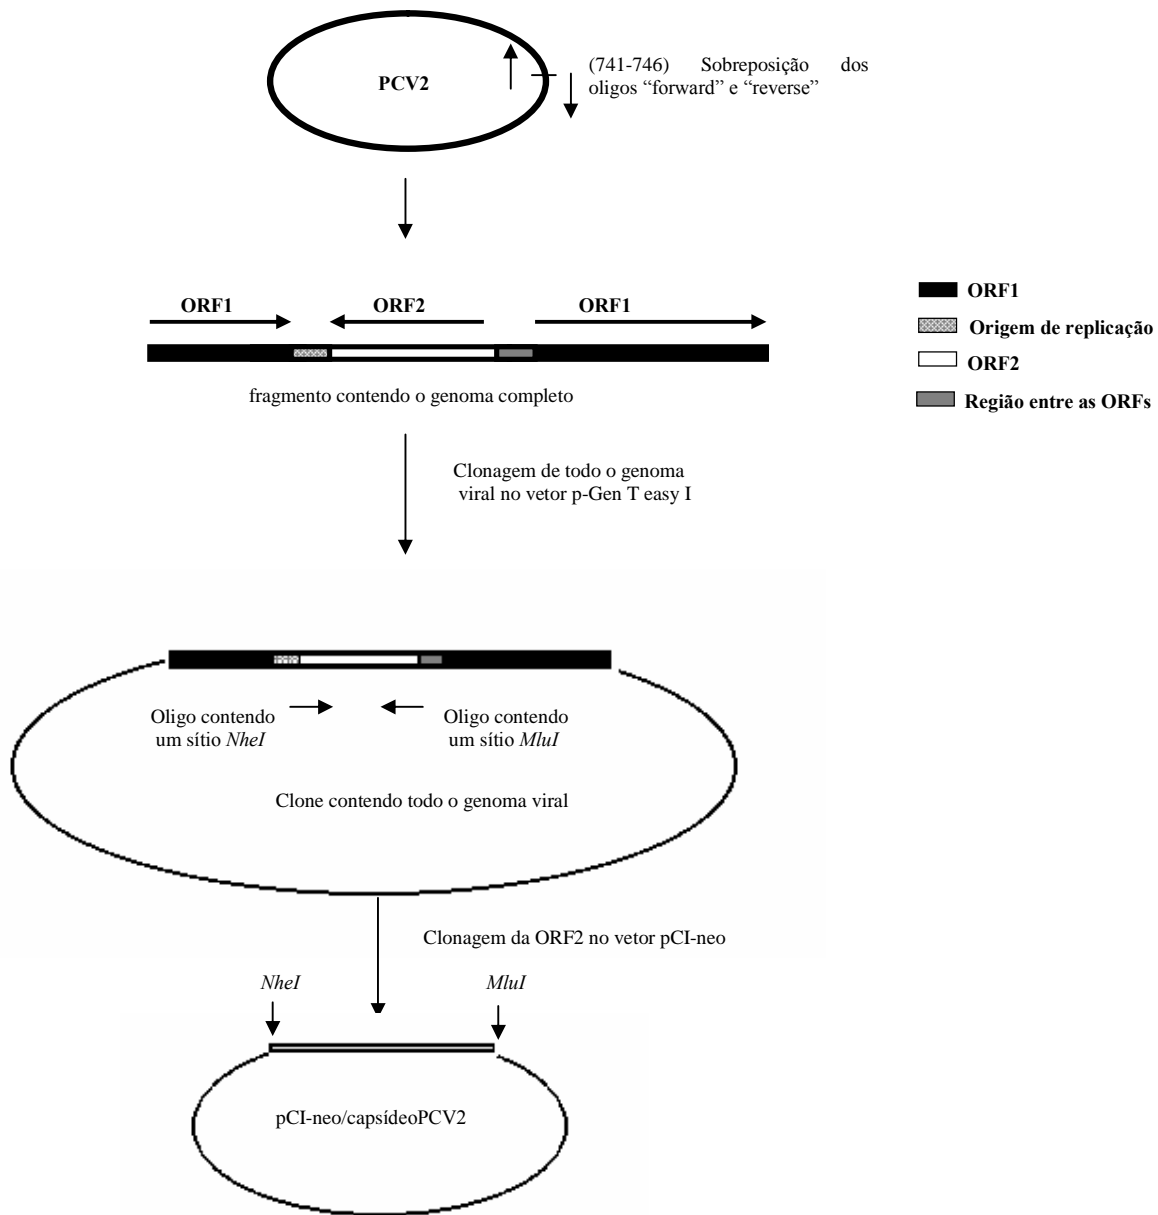 PCV2
(741-746) Sobreposição dos
oligos “forward” e “reverse”
ORF1
ORF2
ORF1
fragmento contendo o genoma completo
ORF1
Origem de replicação
ORF2
Região entre as ORFs
Clonagem de todo o genoma
viral no vetor p-Gen T easy I
Oligo contendo
um sítio NheI
Oligo contendo
um sítio MluI
Clone contendo todo o genoma viral
Clonagem da ORF2 no vetor pCI-neo
NheI
MluI
pCI-neo/capsídeoPCV2